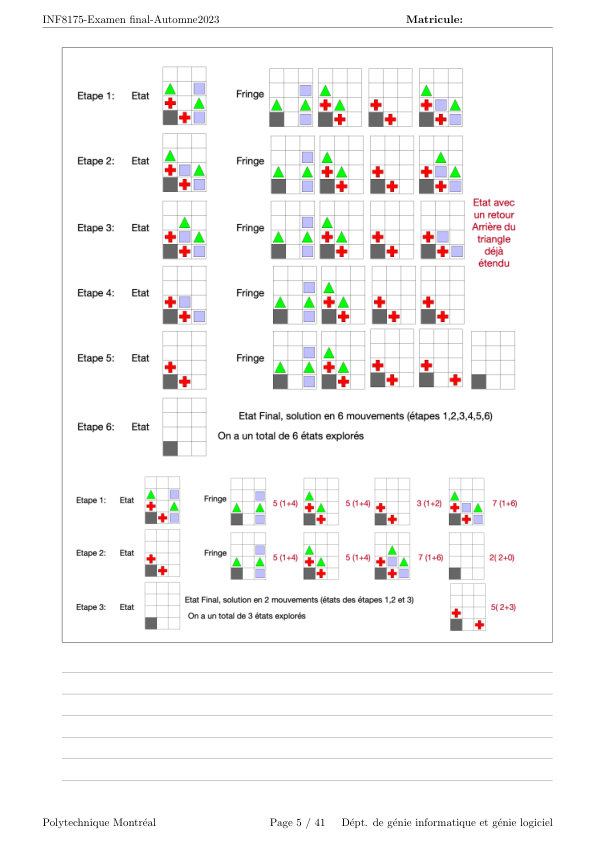 INF8175-Examen final-Automne2023 Matricule:
Etape 1: Etat Fringe
Etape 2: Etat Fringe
Etape 3: Etat Fringe
Etat avec
un retour
Arrière du
triangle
déjà
étendu
Etape 4: Etat Fringe
Etape 5: Etat Fringe
Etape 6: Etat
Etat Final, solution en 6 mouvements (étapes 1,2,3,4,5,6)
On a un total de 6 états explorés
Etape 1: Etat Fringe 5 (1+4) 5 (1+4) 3 (1+2) 7 (1+6)
Etape 2: Etat Fringe 5 (1+4) 5 (1+4) 7 (1+6) 2( 2+0)
Etape 3: Etat
Etat Final, solution en 2 mouvements (états des étapes 1,2 et 3)
On a un total de 3 états explorés
5( 2+3)
Polytechnique Montréal Page 5 / 41 Dépt. de génie informatique et génie logiciel